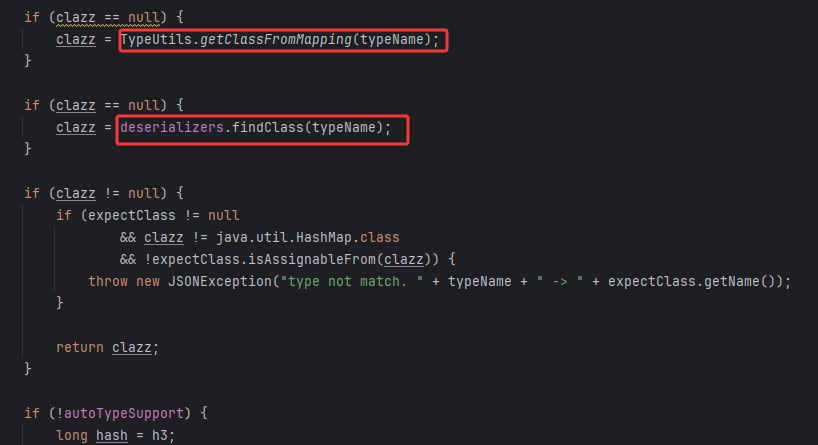 if (clazz == null) {
clazz = TypeUtils.getClassFromMapping(typeName);
}
if (clazz == null) {
clazz = deserializers.findClass(typeName);
}
if (clazz != null) {
if (expectClass != null
&& clazz != java.util.HashMap.class
&& !expectClass.isAssignableFrom(clazz)) {
throw new JSONException("type not match. " + typeName + " -> " + expectClass.getName());
}
return clazz;
}
if (!autoTypeSupport) {
long hash = h3;